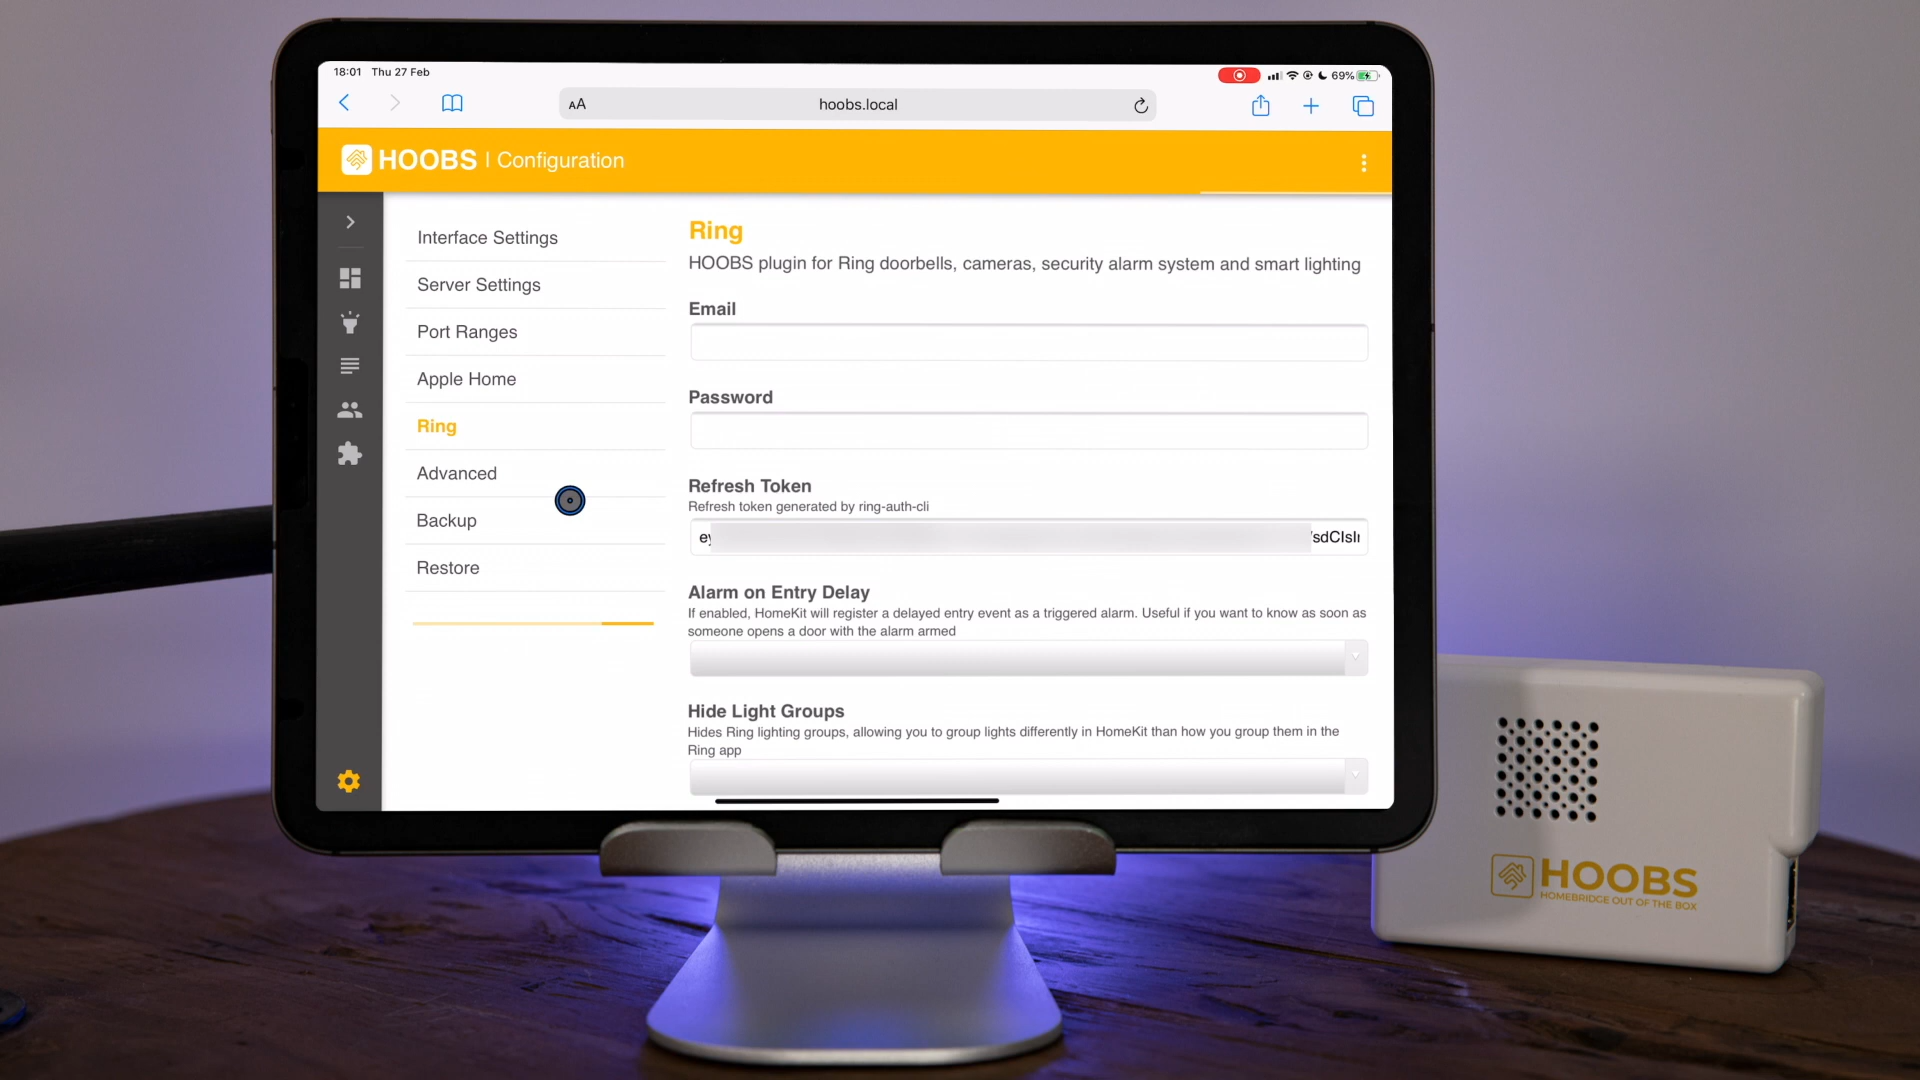 18:01 Thu 27 Feb
69%
AA
hoobs.local
HOOBS | Configuration
Interface Settings
Server Settings
Port Ranges
Apple Home
Ring
Advanced
Backup
Restore
Ring
HOOBS plugin for Ring doorbells, cameras, security alarm system and smart lighting
Email
Password
Refresh Token
Refresh token generated by ring-auth-cli
Alarm on Entry Delay
If enabled, HomeKit will register a delayed entry event as a triggered alarm. Useful if you want to know as soon as
someone opens a door with the alarm armed
Hide Light Groups
Hides Ring lighting groups, allowing you to group lights differently in HomeKit than how you group them in the
Ring app
HOOBS
HOMEBRIDGE OUT OF THE BOX